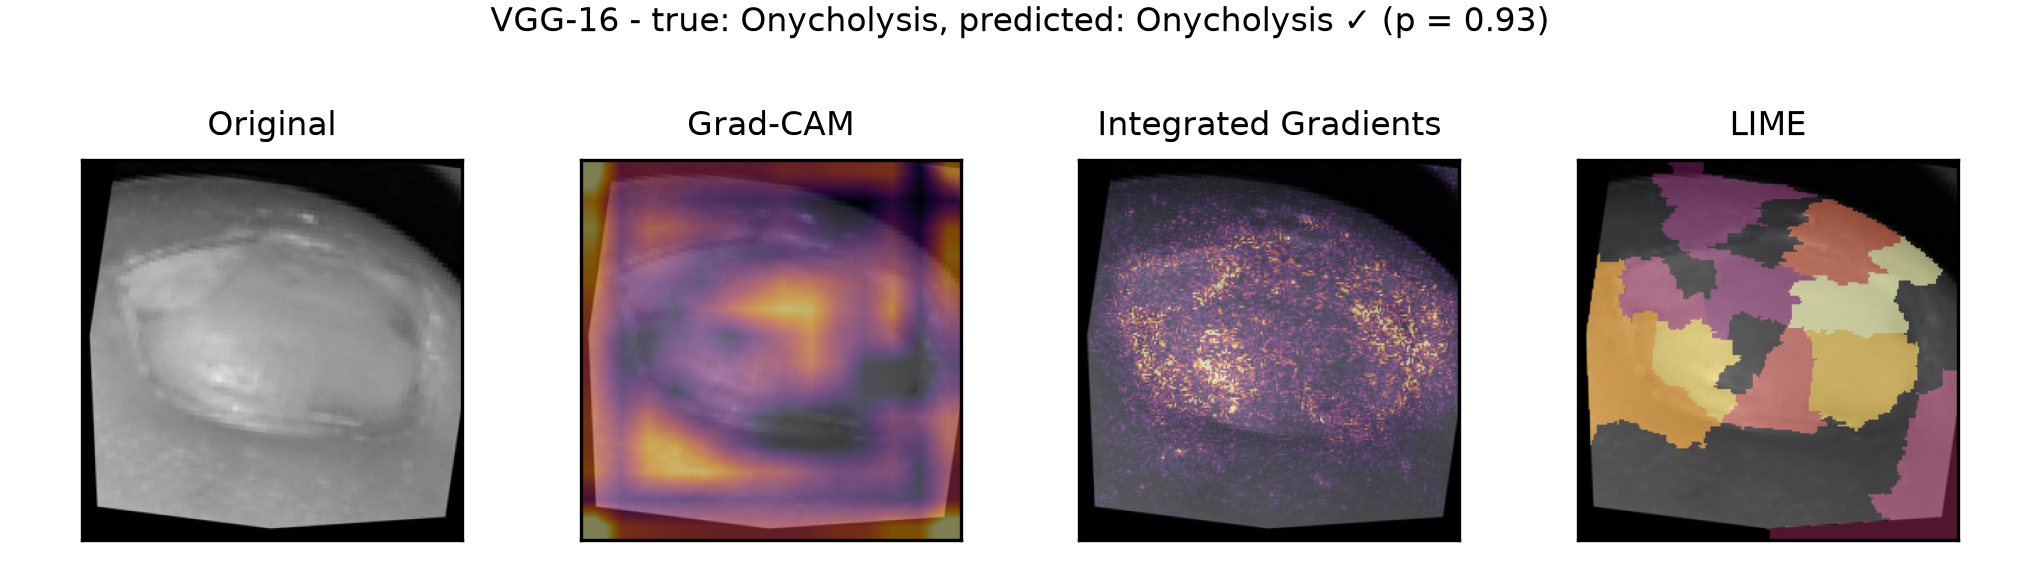 VGG-16 - true: Onycholysis, predicted: Onycholysis ✓ (p = 0.93)
Original
Grad-CAM
Integrated Gradients
LIME